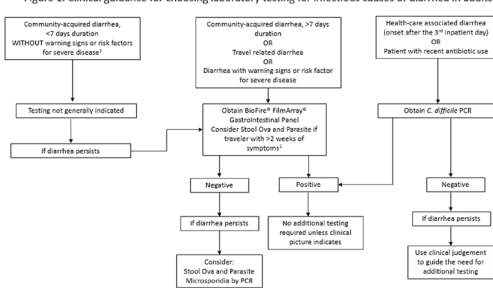 Figure 1. Clinical guidance for choosing laboratory testing for infectious causes of diarrhea in adults
Community-acquired diarrhea,
<7 days
duration
WITHOUT warning signs or risk factors
for severe disease¹
Community-acquired diarrhea, >7 days
duration
OR
Travel related diarrhea
OR
Diarrhea with warning signs or risk factor
for severe disease
Health-care associated diarrhea
(onset after the 3rd inpatient day)
OR
Patient with recent antibiotic use
Testing not generally indicated
Obtain BioFire® FilmArray®
GastroIntestinal Panel
Consider Stool Ova and Parasite if
traveler with >2 weeks of
symptoms²
Obtain C. difficile PCR
If diarrhea persists
Negative
Positive
Negative
If diarrhea persists
No additional testing
required unless clinical
picture indicates
If diarrhea persists
Consider:
Stool Ova and Parasite
Microsporidia by PCR
Use clinical judgement
to guide the need for
additional testing